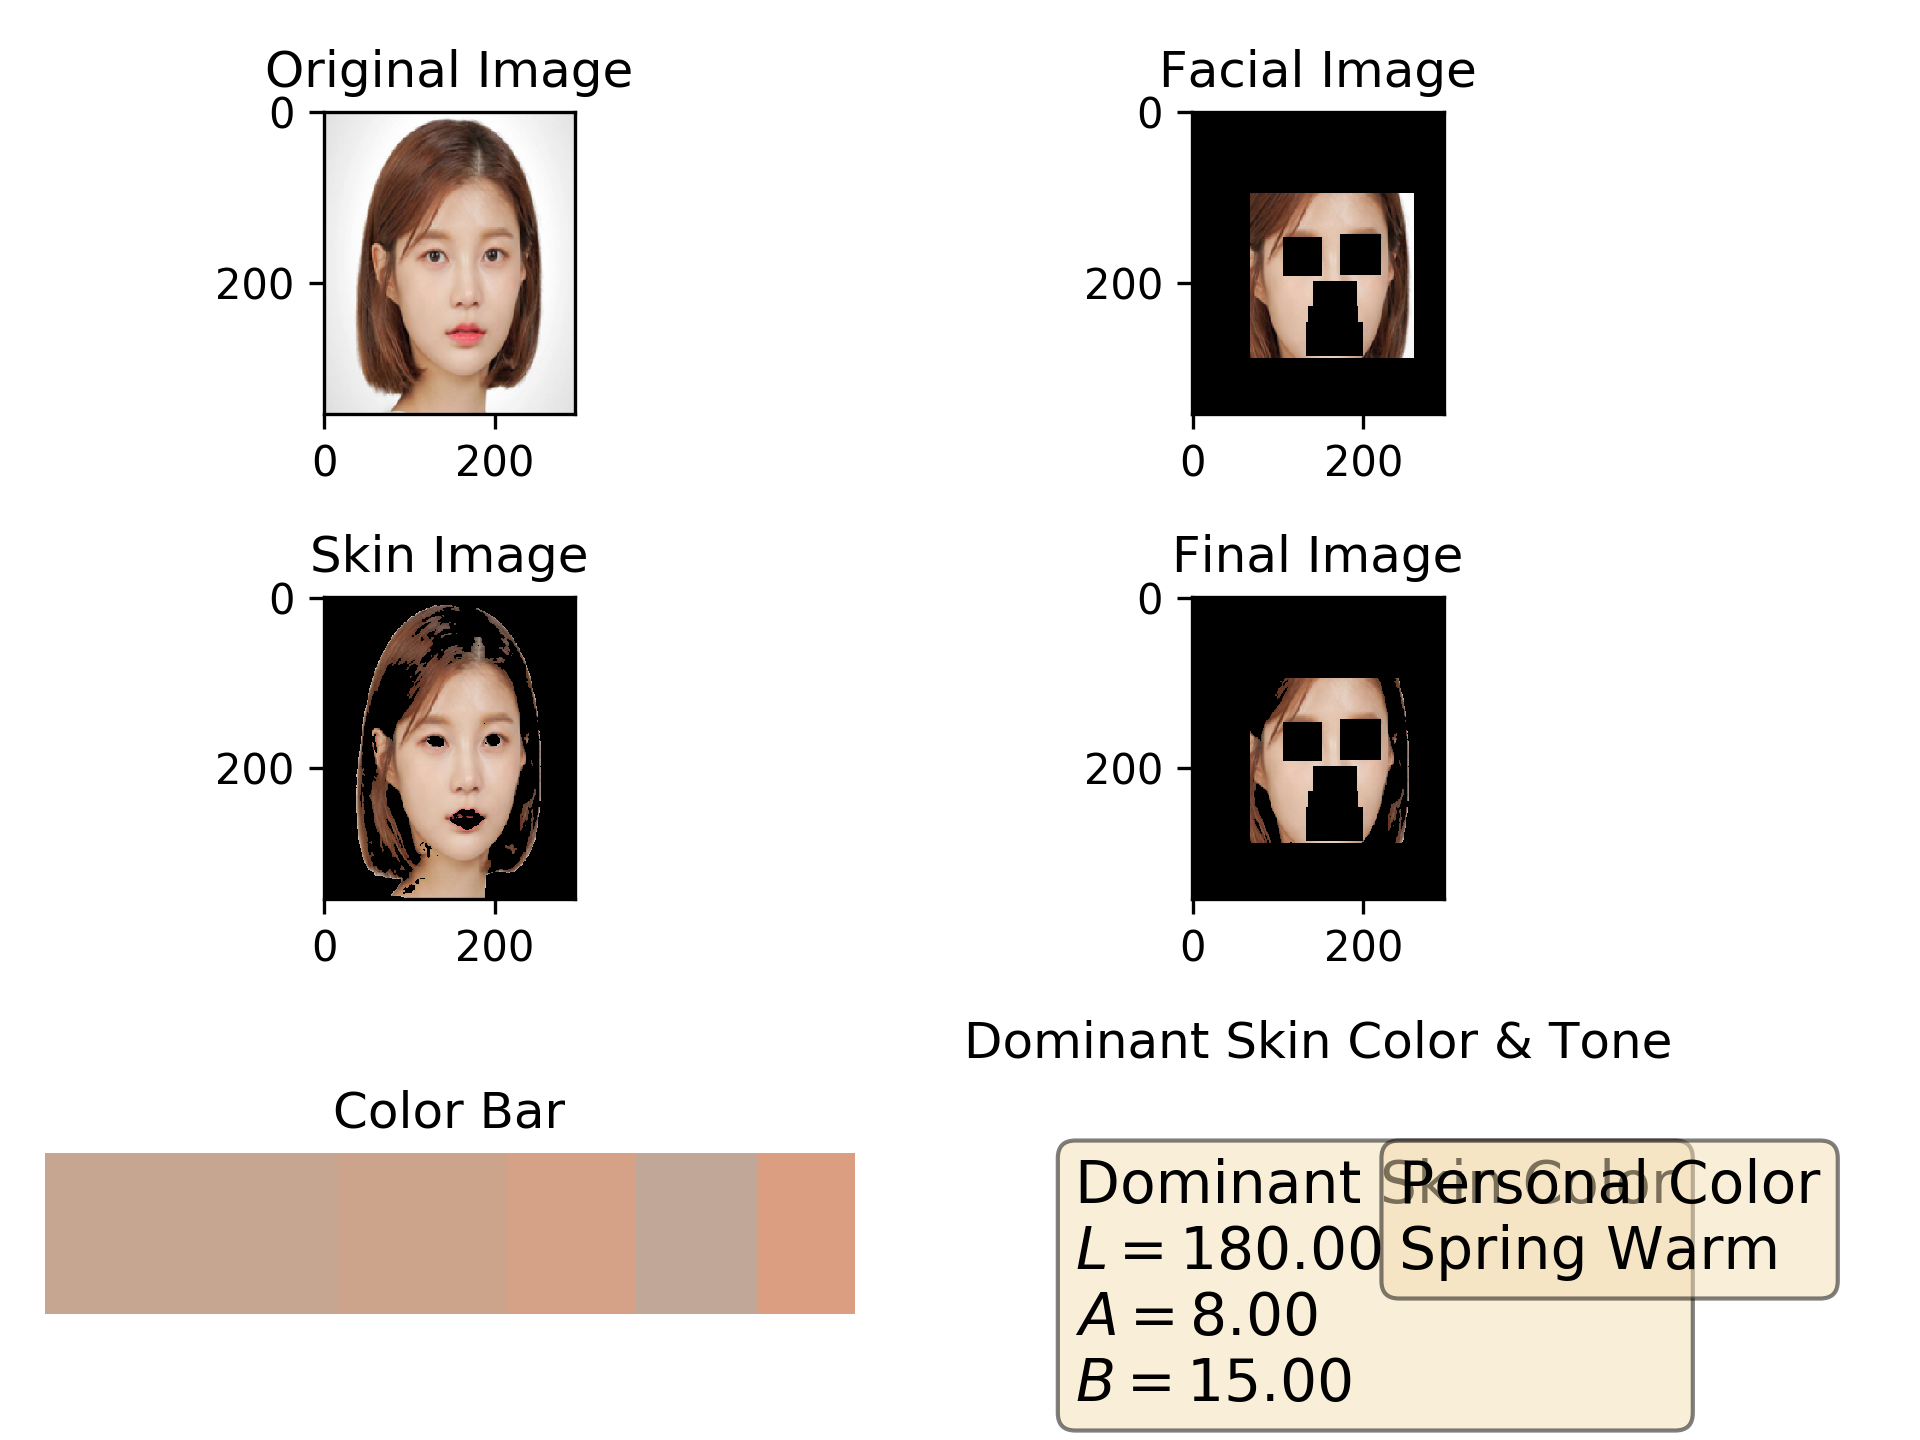 Original Image
0
200
0
200
Facial Image
0
200
0
200
Skin Image
0
200
0
200
Final Image
0
200
0
200
Color Bar
Dominant Skin Color & Tone
Dominant Skin Color
L = 180.00
A = 8.00
B = 15.00
Personal Color
Spring Warm